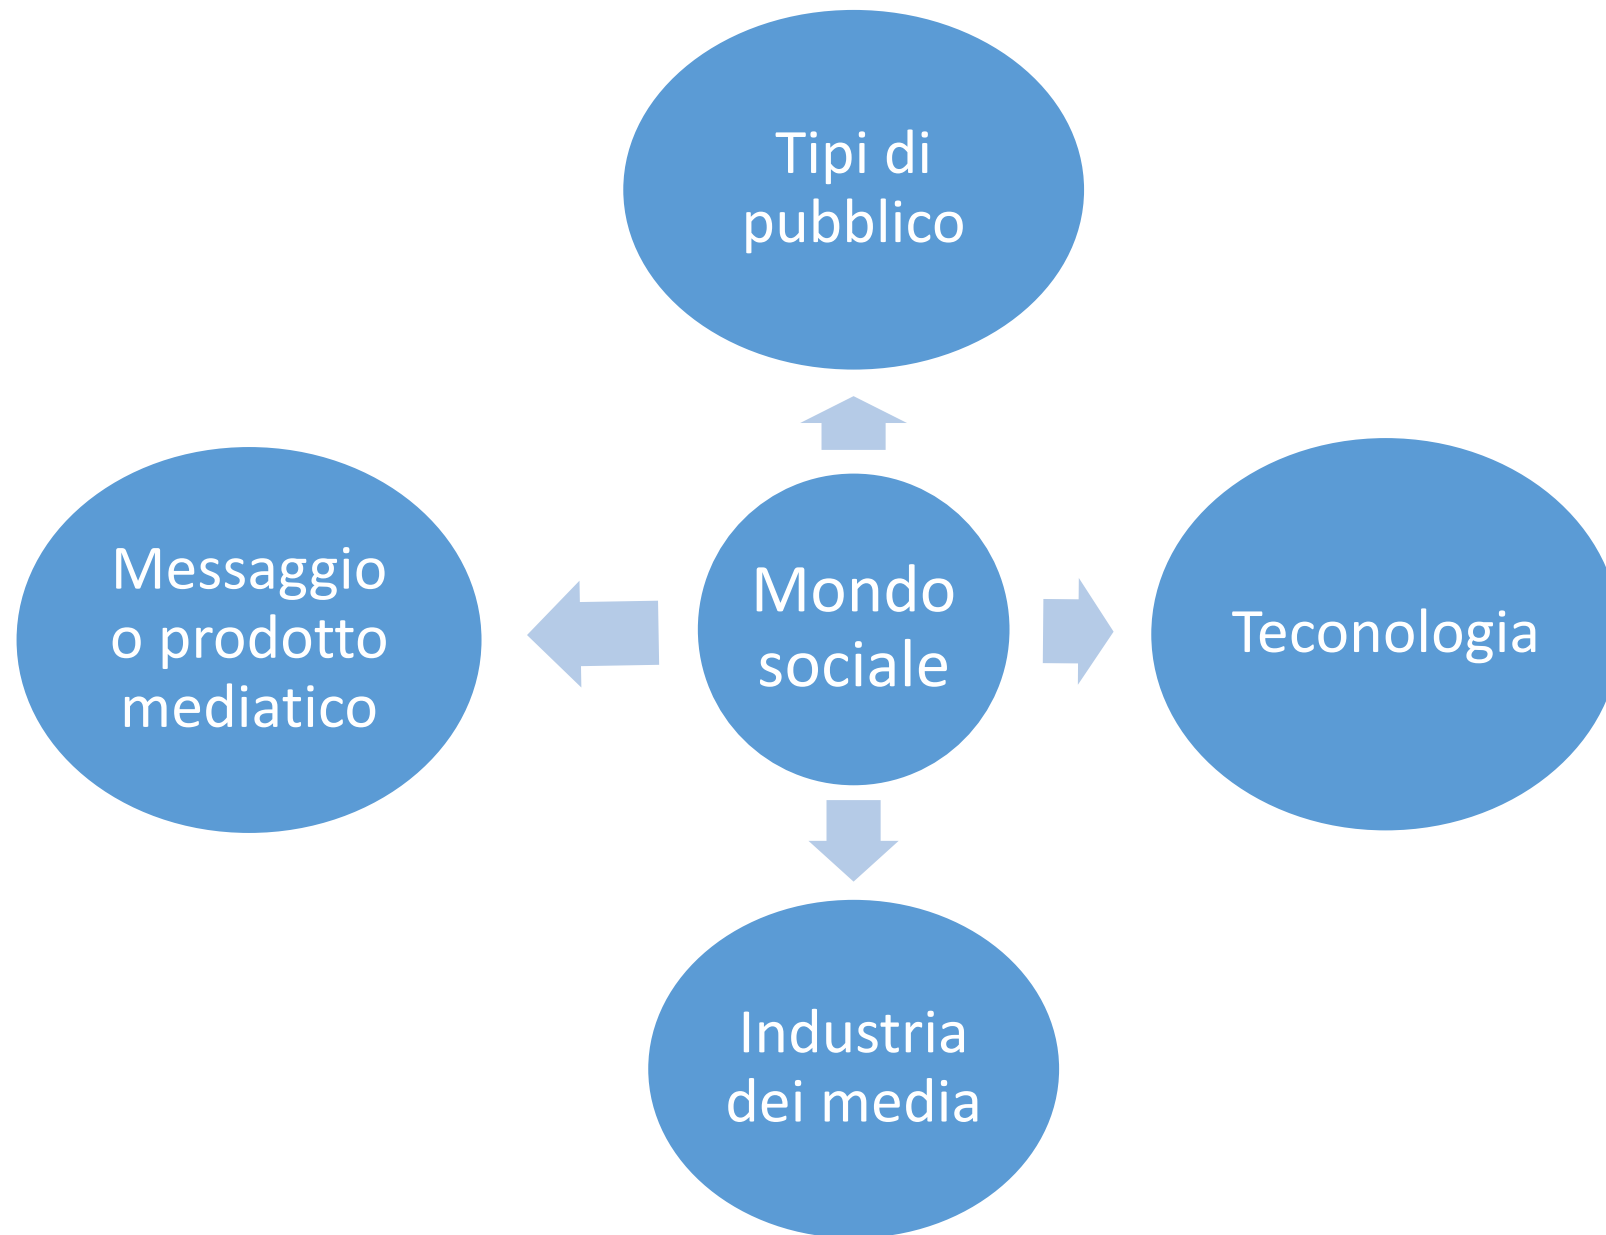 Tipi di
pubblico
Messaggio
o prodotto
mediatico
Mondo
sociale
Teconologia
Industria
dei media